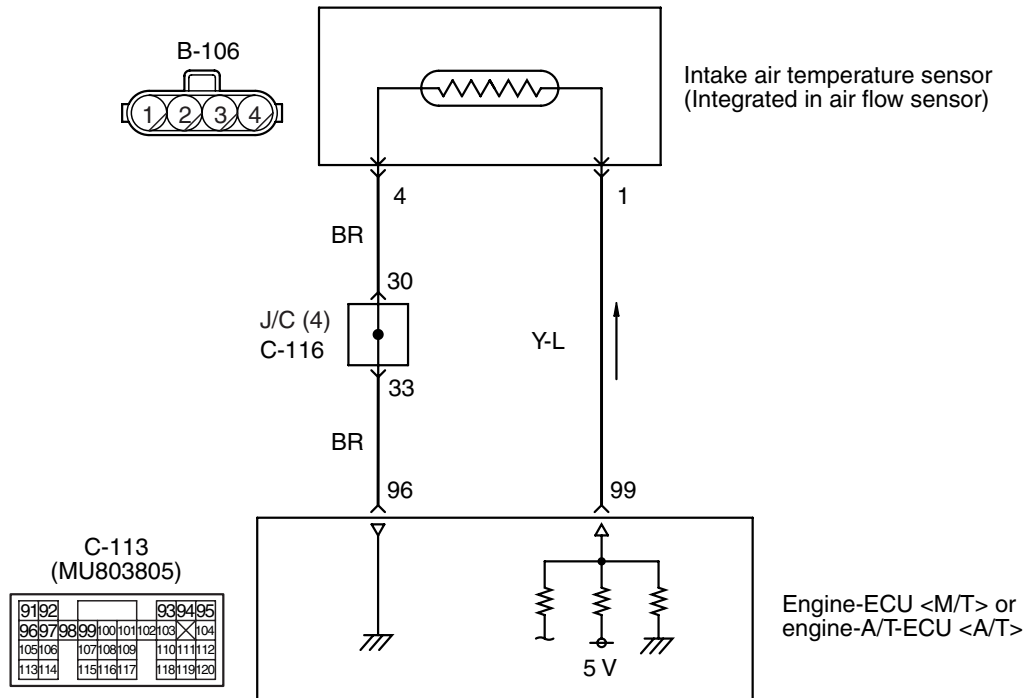 B-106
1 2 3 4
Intake air temperature sensor
(Integrated in air flow sensor)
4
1
BR
30
J/C (4)
C-116
Y-L
33
BR
96
99
C-113
(MU803805)
91 92 93 94 95
96 97 98 99 100 101 102 103 104
105 106 107 108 109 110 111 112
113 114 115 116 117 118 119 120
5 V
Engine-ECU <M/T> or
engine-A/T-ECU <A/T>